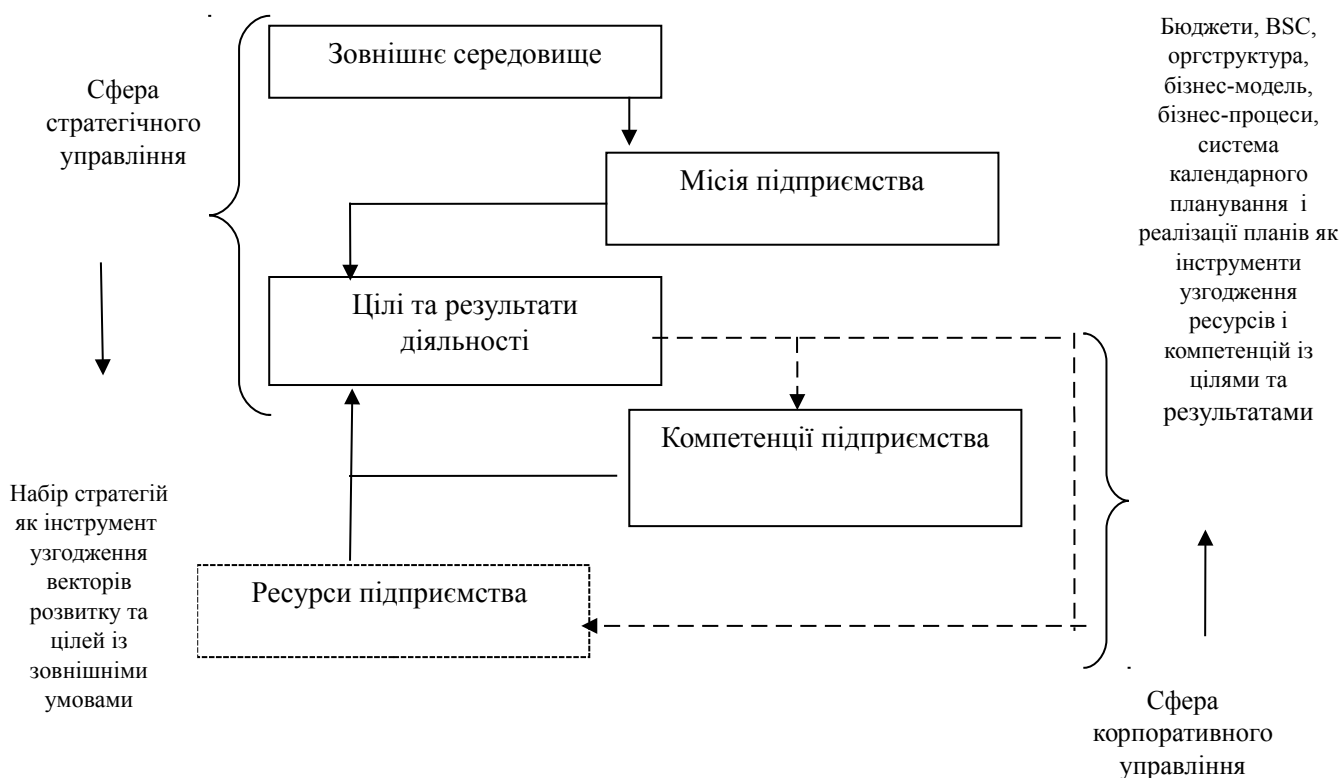 Сфера
стратегічного
управління
Набір стратегій
як інструмент
узгодження
векторів
розвитку та
цілей із
зовнішніми
умовами
Зовнішнє середовище
Місія підприємства
Цілі та результати
діяльності
Компетенції підприємства
Ресурси підприємства
Бюджети, BSC,
оргструктура,
бізнес-модель,
бізнес-процеси,
система
календарного
планування і
реалізації планів як
інструменти
узгодження
ресурсів і
компетенцій із
цілями та
результатами
Сфера
корпоративного
управління